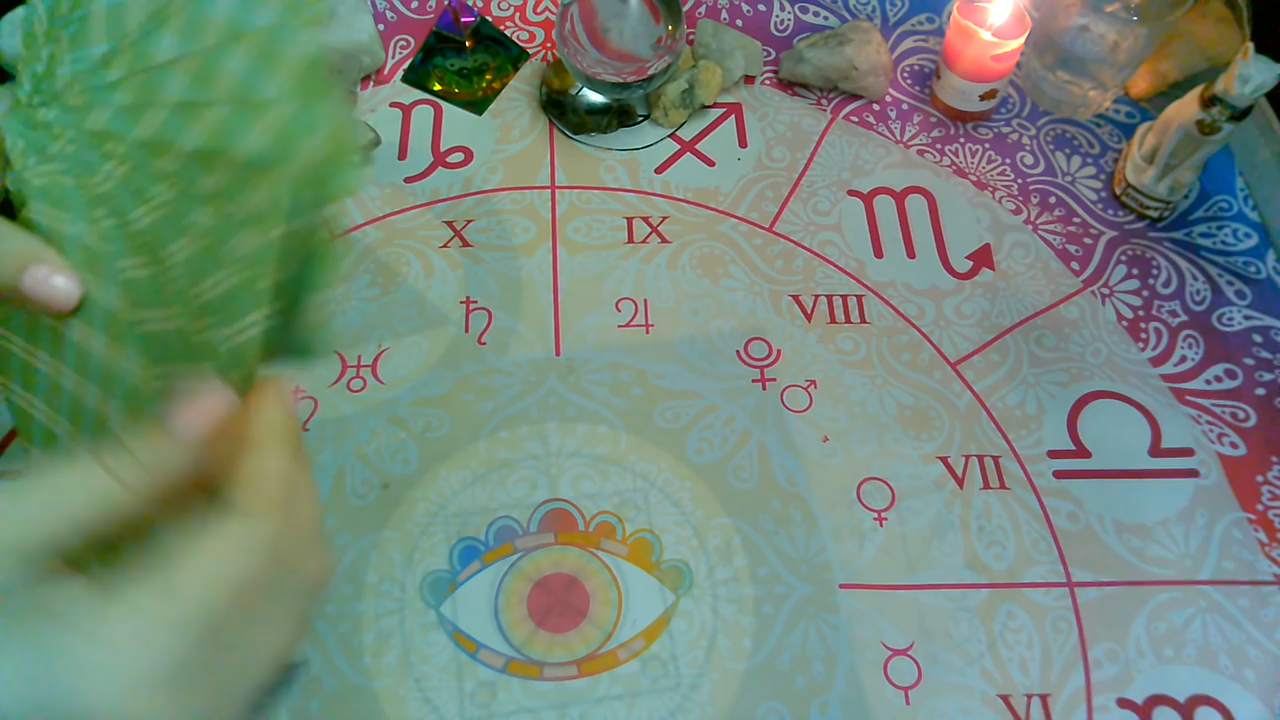 ♑ ♐ ♏
X IX
♄ ♃ VIII
♅ ♇
♄ ♂
♎
VII
♀
☿
VI